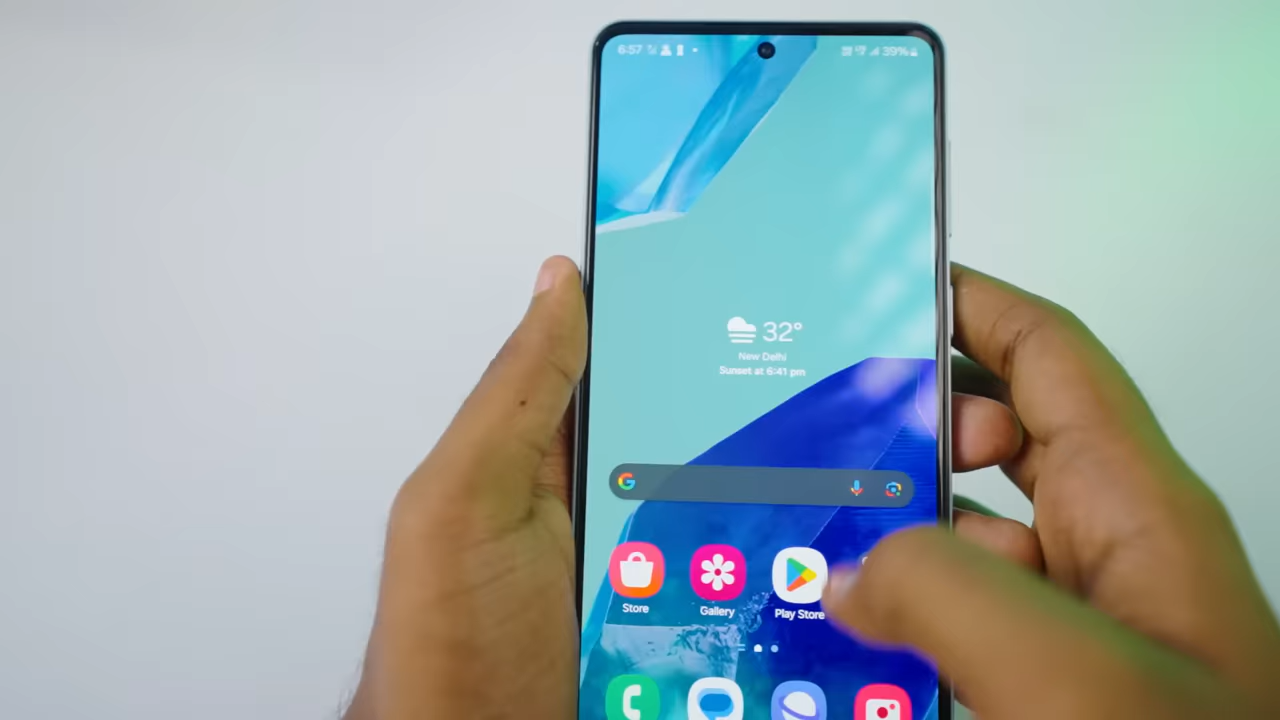 6:57
39%
32°
New Delhi
Sunset at 6:41 pm
Store
Gallery
Play Store